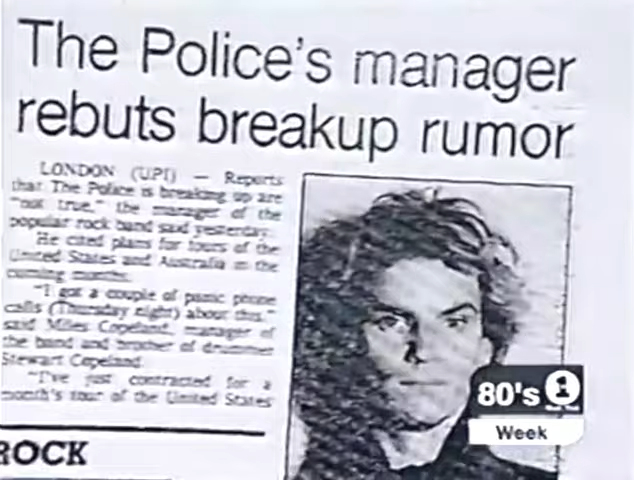 The Police's manager
rebuts breakup rumor
LONDON (UPI) — Reports
that The Police is breaking up are
"not true," the manager of the
popular rock band said yesterday.
He cited plans for tours of the
United States and Australia in the
coming months.
"I got a couple of panic phone
calls (Thursday night) about this,"
said Miles Copeland, manager of
the band and brother of drummer
Stewart Copeland.
"I've just contracted for a
month's tour of the United States
ROCK
80's 1
Week